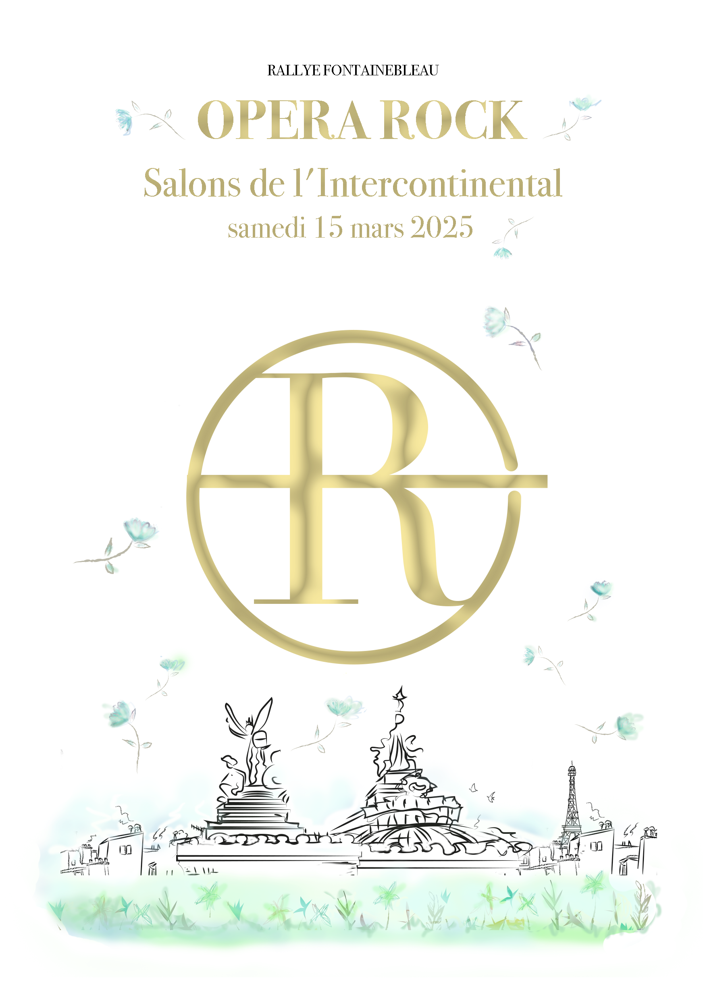 RALLYE FONTAINEBLEAU
OPERA ROCK
Salons de l'Intercontinental
samedi 15 mars 2025
R